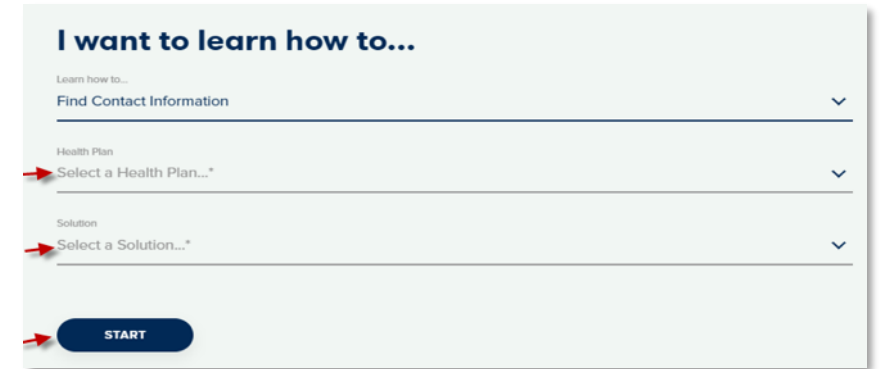 I want to learn how to...
Learn how to...
Find Contact Information
Health Plan
Select a Health Plan...*
Solution
Select a Solution...*
START